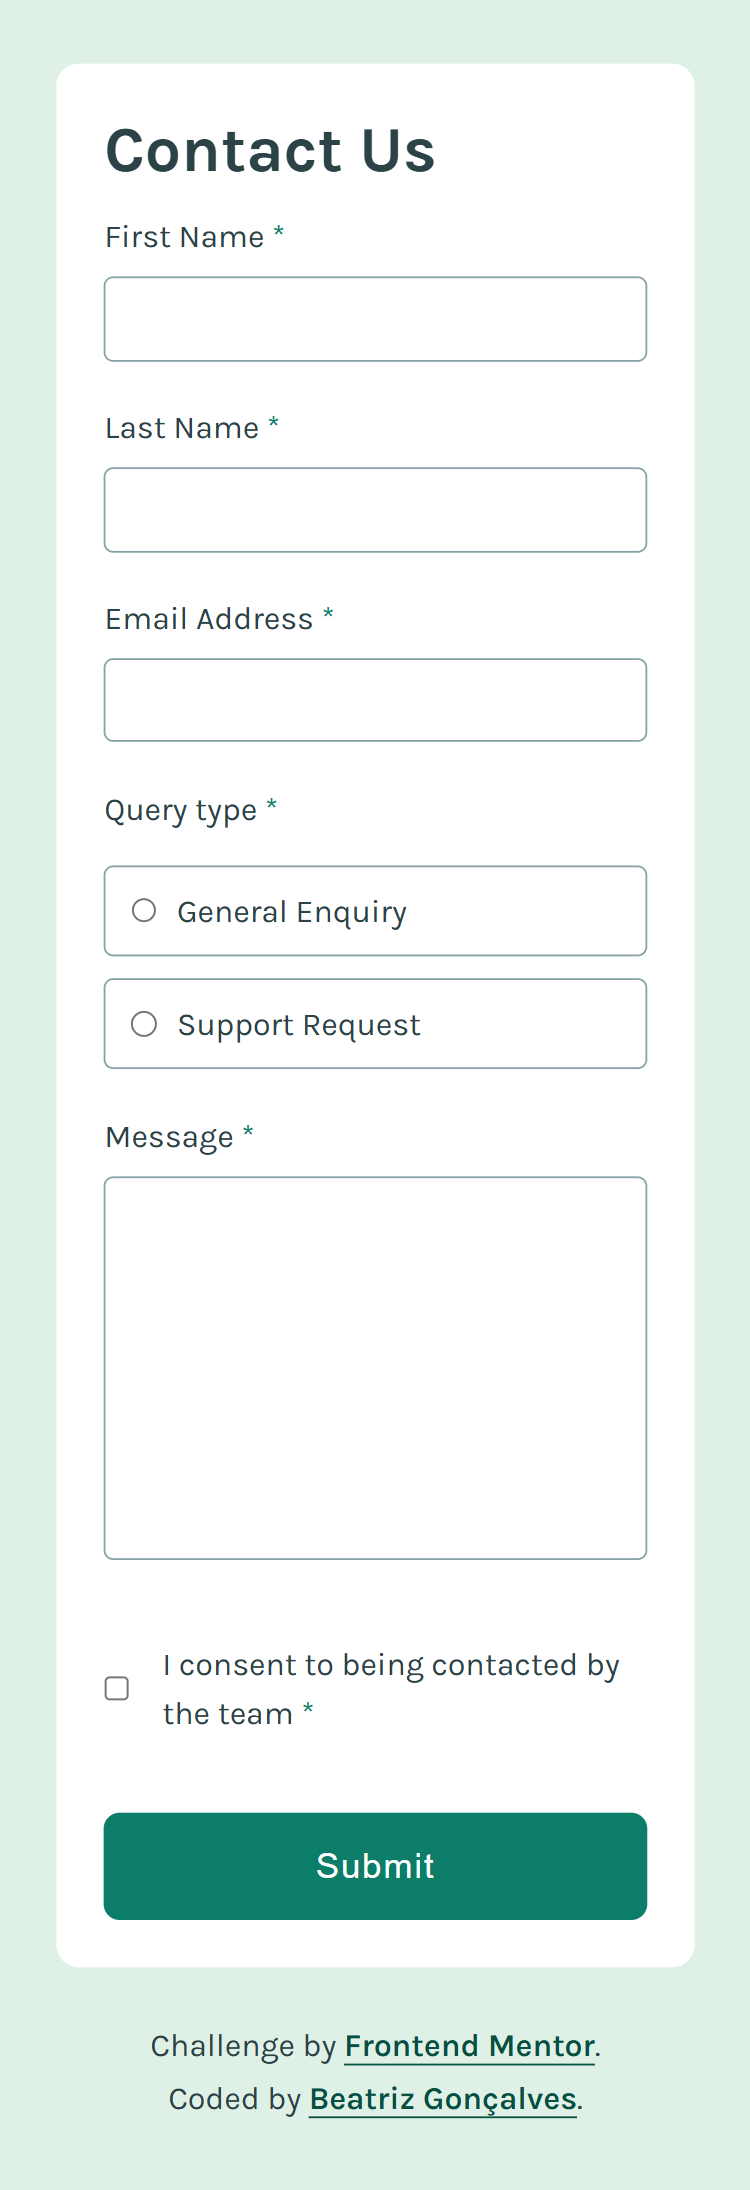 Contact Us
First Name *
Last Name *
Email Address *
Query type *
General Enquiry
Support Request
Message *
I consent to being contacted by
the team *
Submit
Challenge by Frontend Mentor.
Coded by Beatriz Gonçalves.